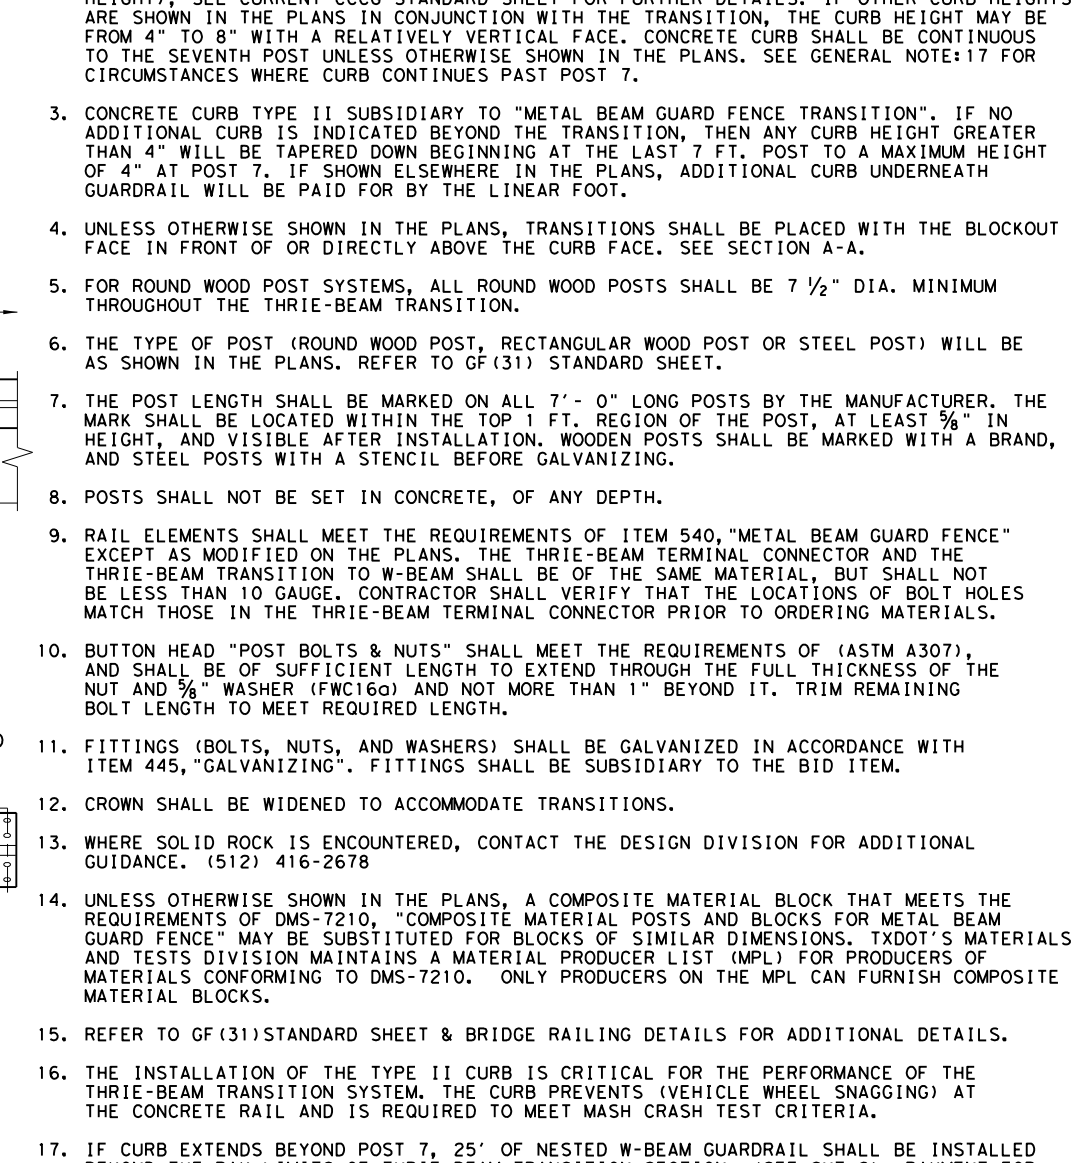 HEIGHT), SEE CURRENT CCCG STANDARD SHEET FOR FURTHER DETAILS. IF OTHER CURB HEIGHTS
ARE SHOWN IN THE PLANS IN CONJUNCTION WITH THE TRANSITION, THE CURB HEIGHT MAY BE
FROM 4" TO 8" WITH A RELATIVELY VERTICAL FACE. CONCRETE CURB SHALL BE CONTINUOUS
TO THE SEVENTH POST UNLESS OTHERWISE SHOWN IN THE PLANS. SEE GENERAL NOTE:17 FOR
CIRCUMSTANCES WHERE CURB CONTINUES PAST POST 7.
3. CONCRETE CURB TYPE II SUBSIDIARY TO "METAL BEAM GUARD FENCE TRANSITION". IF NO
ADDITIONAL CURB IS INDICATED BEYOND THE TRANSITION, THEN ANY CURB HEIGHT GREATER
THAN 4" WILL BE TAPERED DOWN BEGINNING AT THE LAST 7 FT. POST TO A MAXIMUM HEIGHT
OF 4" AT POST 7. IF SHOWN ELSEWHERE IN THE PLANS, ADDITIONAL CURB UNDERNEATH
GUARDRAIL WILL BE PAID FOR BY THE LINEAR FOOT.
4. UNLESS OTHERWISE SHOWN IN THE PLANS, TRANSITIONS SHALL BE PLACED WITH THE BLOCKOUT
FACE IN FRONT OF OR DIRECTLY ABOVE THE CURB FACE. SEE SECTION A-A.
5. FOR ROUND WOOD POST SYSTEMS, ALL ROUND WOOD POSTS SHALL BE 7 1/2" DIA. MINIMUM
THROUGHOUT THE THRIE-BEAM TRANSITION.
6. THE TYPE OF POST (ROUND WOOD POST, RECTANGULAR WOOD POST OR STEEL POST) WILL BE
AS SHOWN IN THE PLANS. REFER TO GF(31) STANDARD SHEET.
7. THE POST LENGTH SHALL BE MARKED ON ALL 7'- 0" LONG POSTS BY THE MANUFACTURER. THE
MARK SHALL BE LOCATED WITHIN THE TOP 1 FT. REGION OF THE POST, AT LEAST 5/8" IN
HEIGHT, AND VISIBLE AFTER INSTALLATION. WOODEN POSTS SHALL BE MARKED WITH A BRAND,
AND STEEL POSTS WITH A STENCIL BEFORE GALVANIZING.
8. POSTS SHALL NOT BE SET IN CONCRETE, OF ANY DEPTH.
9. RAIL ELEMENTS SHALL MEET THE REQUIREMENTS OF ITEM 540,"METAL BEAM GUARD FENCE"
EXCEPT AS MODIFIED ON THE PLANS. THE THRIE-BEAM TERMINAL CONNECTOR AND THE
THRIE-BEAM TRANSITION TO W-BEAM SHALL BE OF THE SAME MATERIAL, BUT SHALL NOT
BE LESS THAN 10 GAUGE. CONTRACTOR SHALL VERIFY THAT THE LOCATIONS OF BOLT HOLES
MATCH THOSE IN THE THRIE-BEAM TERMINAL CONNECTOR PRIOR TO ORDERING MATERIALS.
10. BUTTON HEAD "POST BOLTS & NUTS" SHALL MEET THE REQUIREMENTS OF (ASTM A307),
AND SHALL BE OF SUFFICIENT LENGTH TO EXTEND THROUGH THE FULL THICKNESS OF THE
NUT AND 5/8" WASHER (FWC16a) AND NOT MORE THAN 1" BEYOND IT. TRIM REMAINING
BOLT LENGTH TO MEET REQUIRED LENGTH.
11. FITTINGS (BOLTS, NUTS, AND WASHERS) SHALL BE GALVANIZED IN ACCORDANCE WITH
ITEM 445,"GALVANIZING". FITTINGS SHALL BE SUBSIDIARY TO THE BID ITEM.
12. CROWN SHALL BE WIDENED TO ACCOMMODATE TRANSITIONS.
13. WHERE SOLID ROCK IS ENCOUNTERED, CONTACT THE DESIGN DIVISION FOR ADDITIONAL
GUIDANCE. (512) 416-2678
14. UNLESS OTHERWISE SHOWN IN THE PLANS, A COMPOSITE MATERIAL BLOCK THAT MEETS THE
REQUIREMENTS OF DMS-7210, "COMPOSITE MATERIAL POSTS AND BLOCKS FOR METAL BEAM
GUARD FENCE" MAY BE SUBSTITUTED FOR BLOCKS OF SIMILAR DIMENSIONS. TXDOT'S MATERIALS
AND TESTS DIVISION MAINTAINS A MATERIAL PRODUCER LIST (MPL) FOR PRODUCERS OF
MATERIALS CONFORMING TO DMS-7210. ONLY PRODUCERS ON THE MPL CAN FURNISH COMPOSITE
MATERIAL BLOCKS.
15. REFER TO GF(31)STANDARD SHEET & BRIDGE RAILING DETAILS FOR ADDITIONAL DETAILS.
16. THE INSTALLATION OF THE TYPE II CURB IS CRITICAL FOR THE PERFORMANCE OF THE
THRIE-BEAM TRANSITION SYSTEM. THE CURB PREVENTS (VEHICLE WHEEL SNAGGING) AT
THE CONCRETE RAIL AND IS REQUIRED TO MEET MASH CRASH TEST CRITERIA.
17. IF CURB EXTENDS BEYOND POST 7, 25' OF NESTED W-BEAM GUARDRAIL SHALL BE INSTALLED